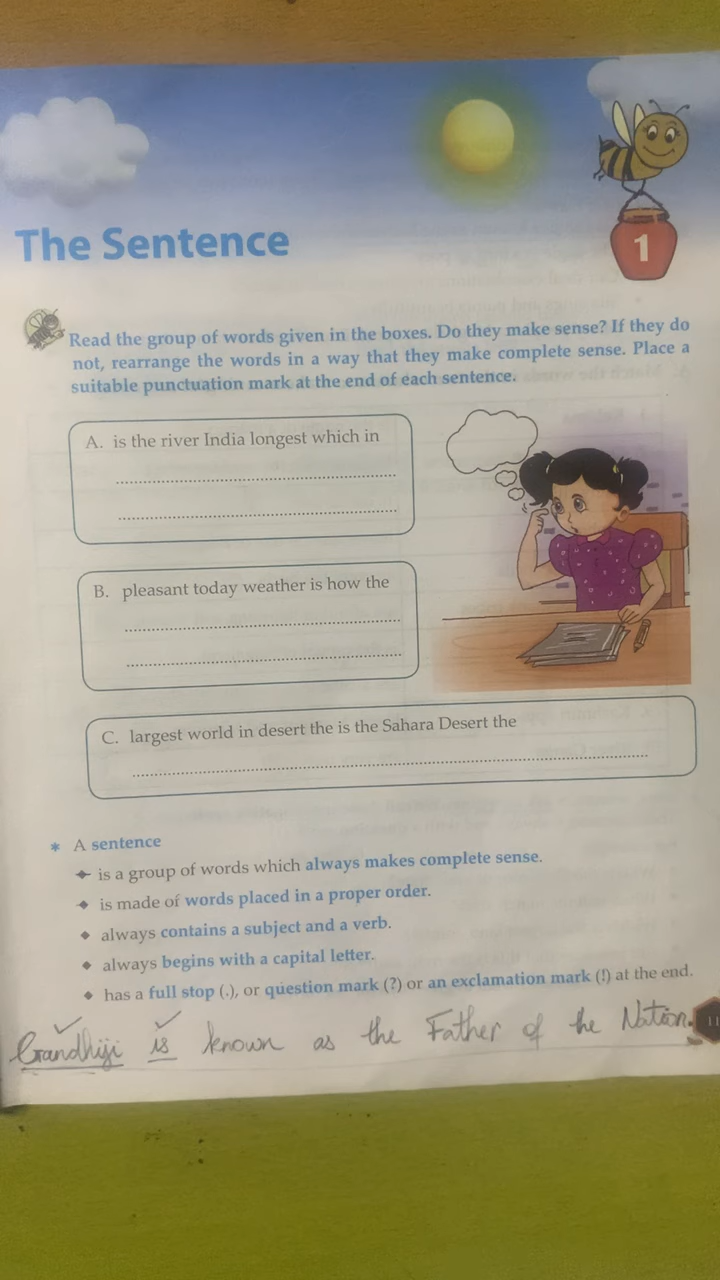 The Sentence
1
Read the group of words given in the boxes. Do they make sense? If they do
not, rearrange the words in a way that they make complete sense. Place a
suitable punctuation mark at the end of each sentence.
A. is the river India longest which in
B. pleasant today weather is how the
C. largest world in desert the is the Sahara Desert the
* A sentence
is a group of words which always makes complete sense.
is made of words placed in a proper order.
always contains a subject and a verb.
always begins with a capital letter.
has a full stop (.), or question mark (?) or an exclamation mark (!) at the end.
Gandhiji is known as the Father of the Nation.
11